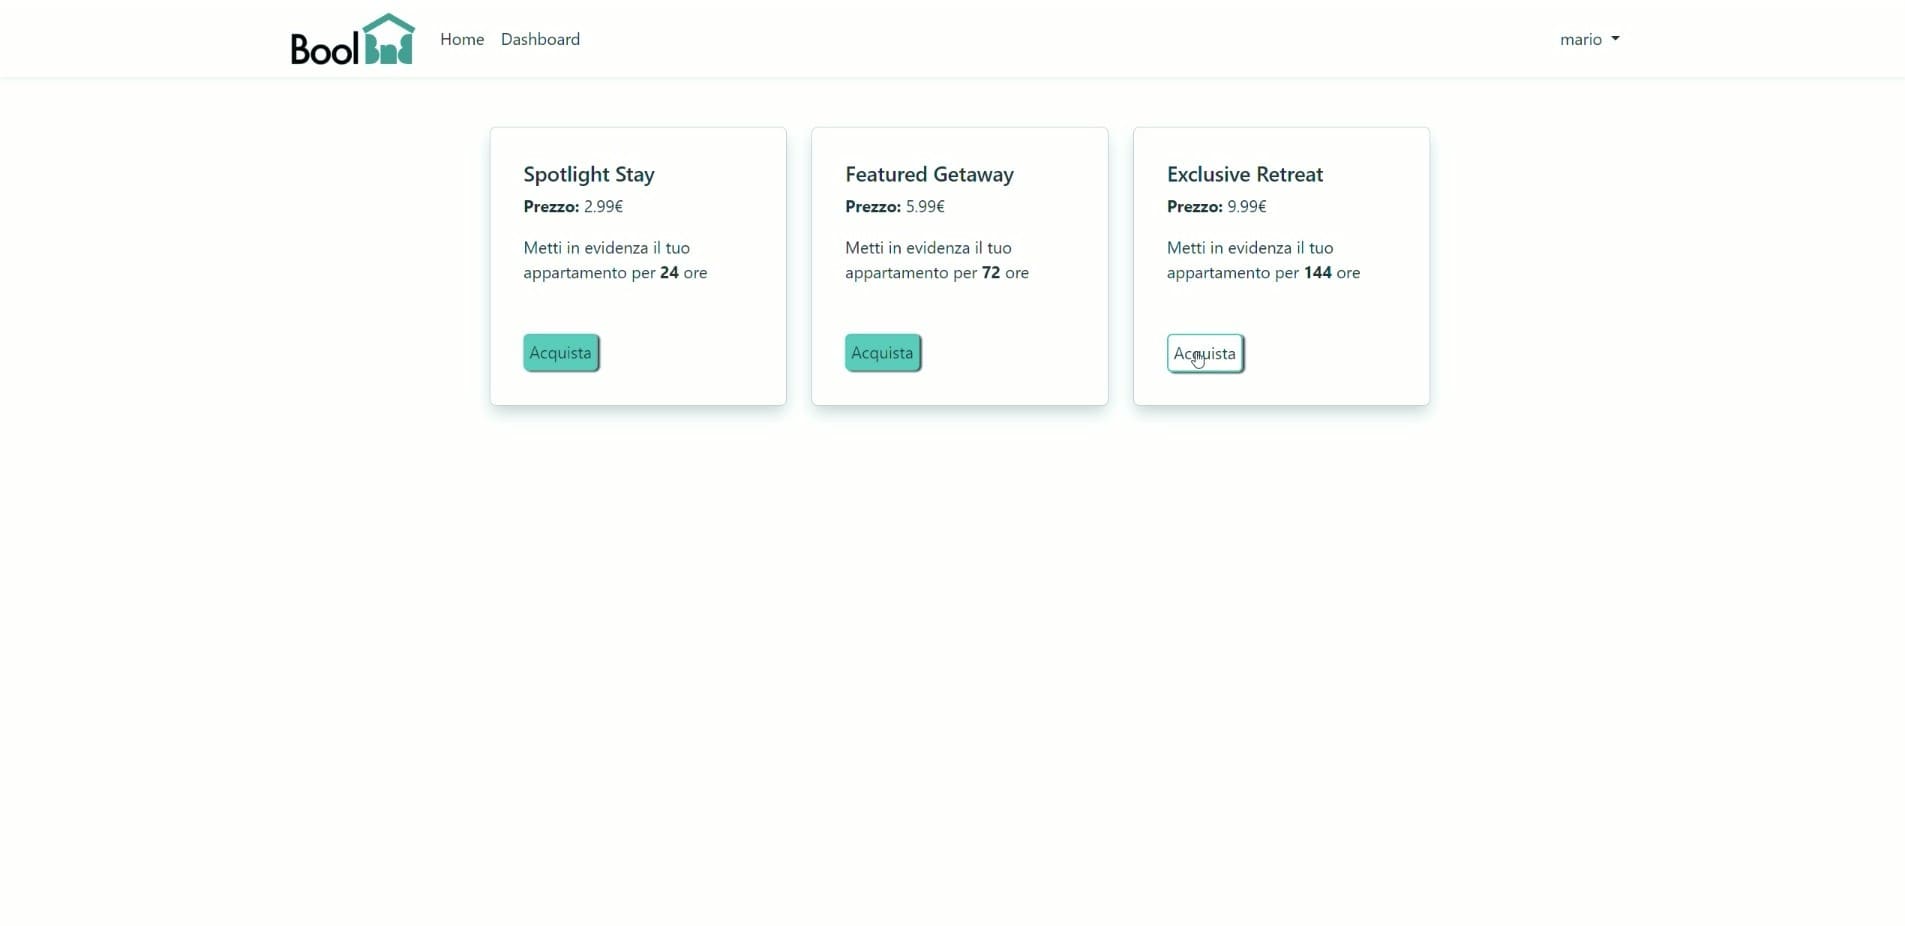 BoolBnB
Home Dashboard
mario
Spotlight Stay
Prezzo: 2.99€
Metti in evidenza il tuo
appartamento per 24 ore
Acquista
Featured Getaway
Prezzo: 5.99€
Metti in evidenza il tuo
appartamento per 72 ore
Acquista
Exclusive Retreat
Prezzo: 9.99€
Metti in evidenza il tuo
appartamento per 144 ore
Acquista